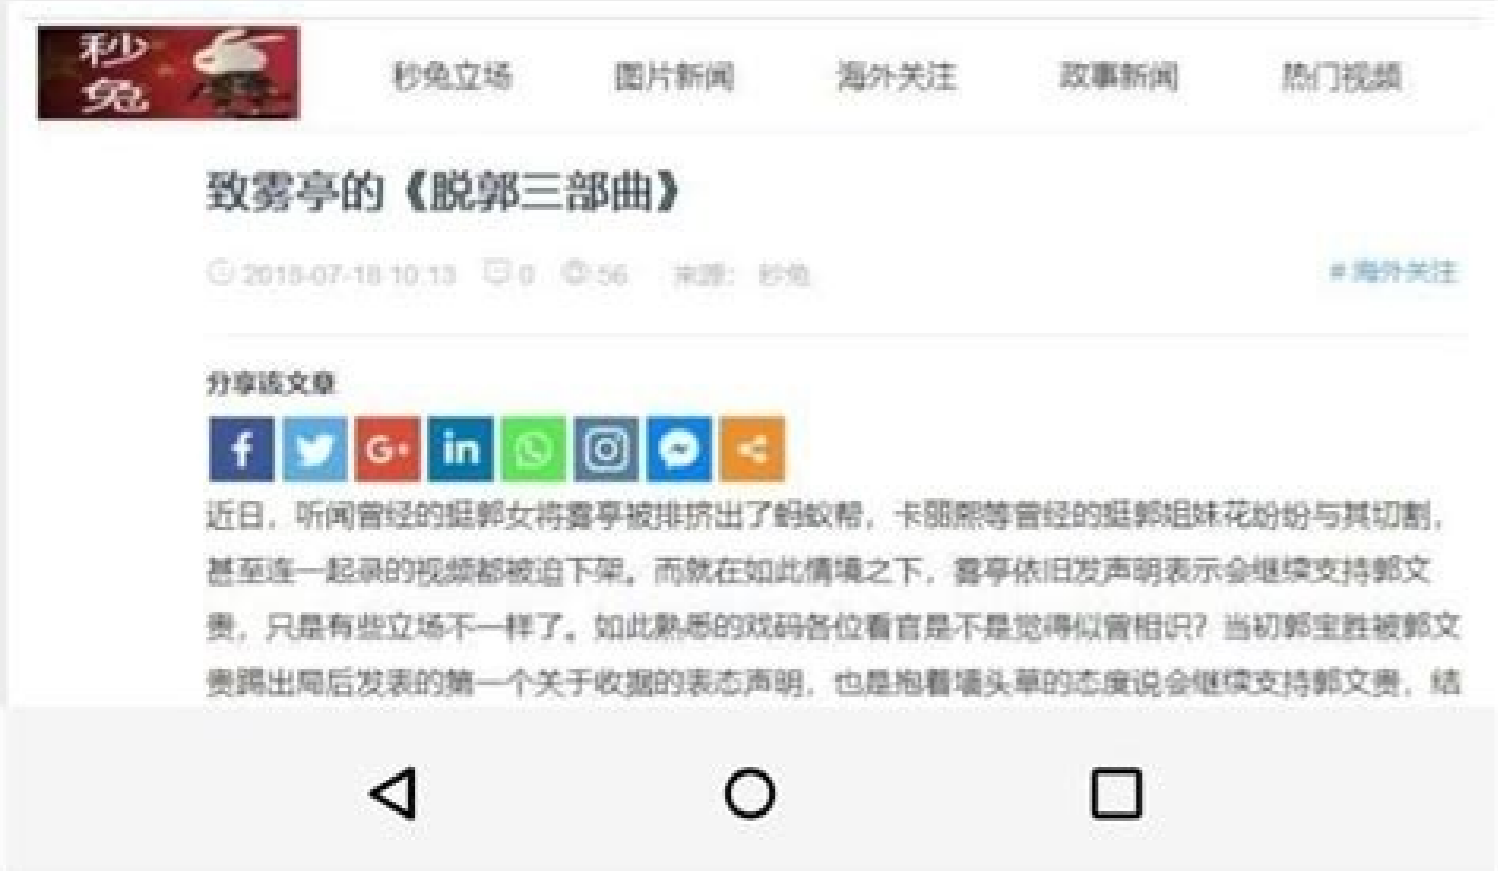 秒
兔
秒兔立场 图片新闻 海外关注 政事新闻 热门视频
致雾亭的《脱郭三部曲》
2018-07-18 10:13 0 56 来源: 秒兔 # 海外关注
分享该文章
f G+ in
近日，听闻曾经的挺郭女将雾亭被排挤出了蚂蚁帮，卡丽熙等曾经的挺郭姐妹花纷纷与其切割，
甚至连一起录的视频都被迫下架。而就在如此情境之下，雾亭依旧发声明表示会继续支持郭文
贵，只是有些立场不一样了。如此熟悉的戏码各位看官是不是觉得似曾相识？当初郭宝胜被郭文
贵踢出局后发表的第一个关于收据的表态声明，也是抱着墙头草的态度说会继续支持郭文贵，结